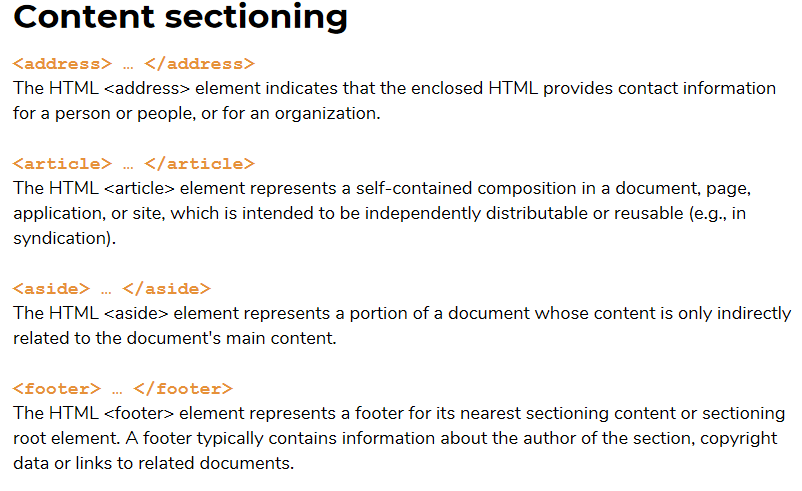 Content sectioning
<address> … </address>
The HTML <address> element indicates that the enclosed HTML provides contact information
for a person or people, or for an organization.
<article> … </article>
The HTML <article> element represents a self-contained composition in a document, page,
application, or site, which is intended to be independently distributable or reusable (e.g., in
syndication).
<aside> … </aside>
The HTML <aside> element represents a portion of a document whose content is only indirectly
related to the document's main content.
<footer> … </footer>
The HTML <footer> element represents a footer for its nearest sectioning content or sectioning
root element. A footer typically contains information about the author of the section, copyright
data or links to related documents.